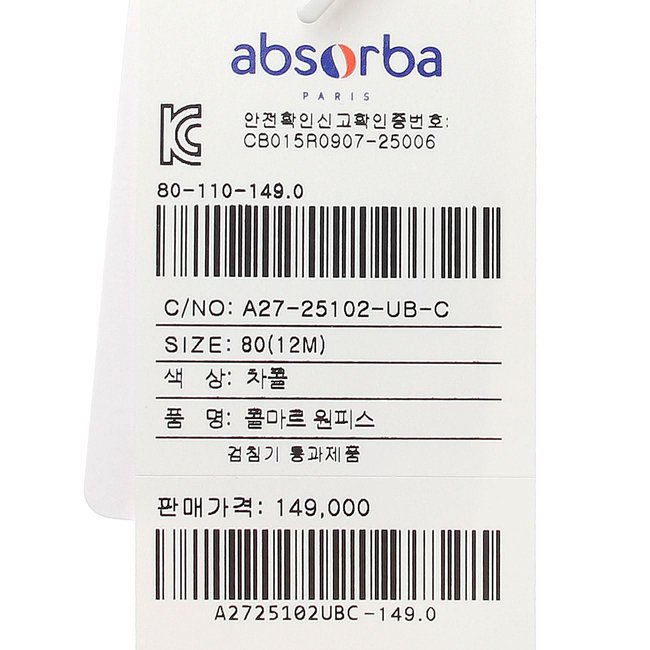 absorba
PARIS
안전확인신고확인증번호:
CB015R0907-25006
80-110-149.0
C/NO: A27-25102-UB-C
SIZE: 80(12M)
색 상: 차콜
품 명: 콜마르 원피스
검침기 통과제품
판매가격: 149,000
A2725102UBC-149.0